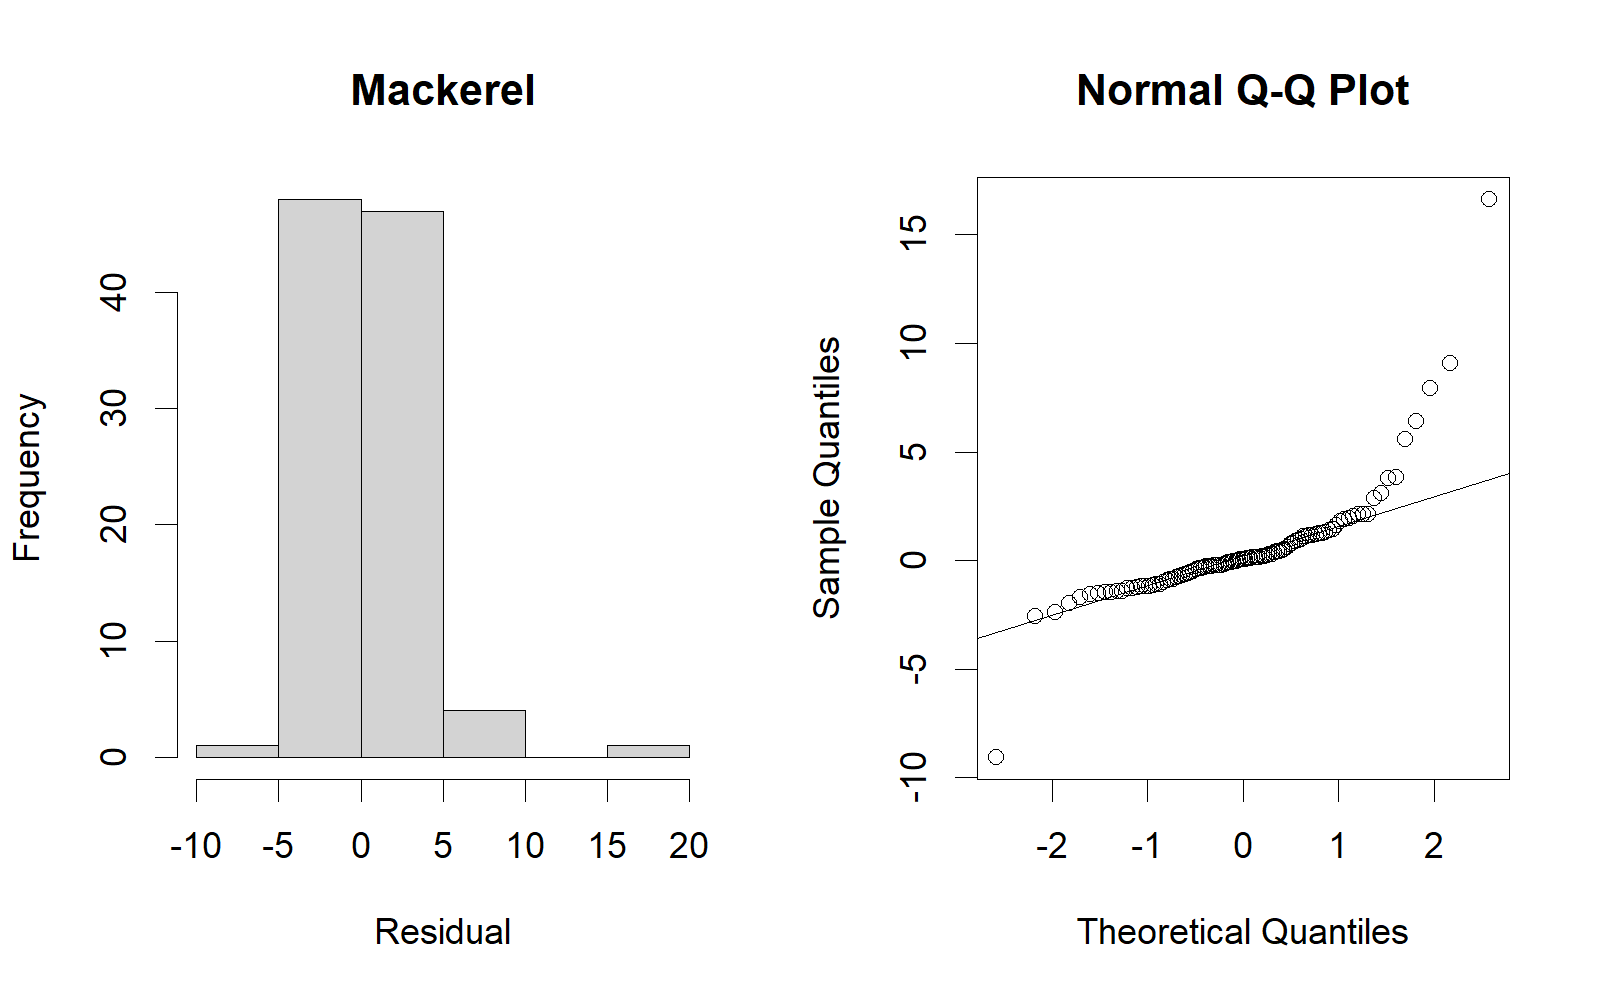 Mackerel
Frequency
0
10
20
30
40
-10 -5 0 5 10 15 20
Residual
Normal Q-Q Plot
Sample Quantiles
-10
-5
0
5
10
15
-2 -1 0 1 2
Theoretical Quantiles